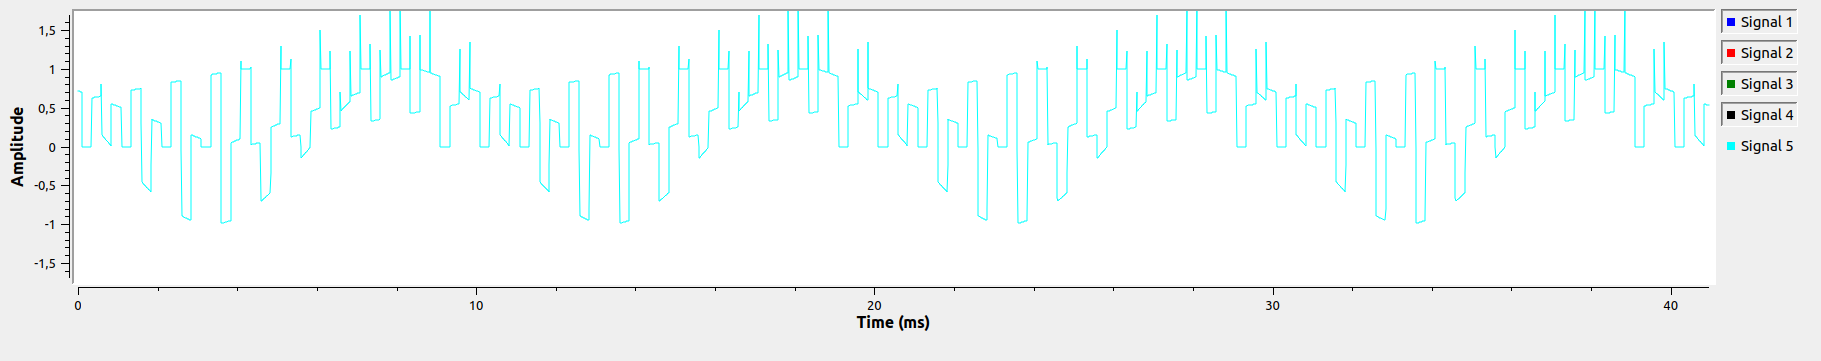 Amplitude
1,5
1
0,5
0
-0,5
-1
-1,5
0 10 20 30 40
Time (ms)
Signal 1
Signal 2
Signal 3
Signal 4
Signal 5